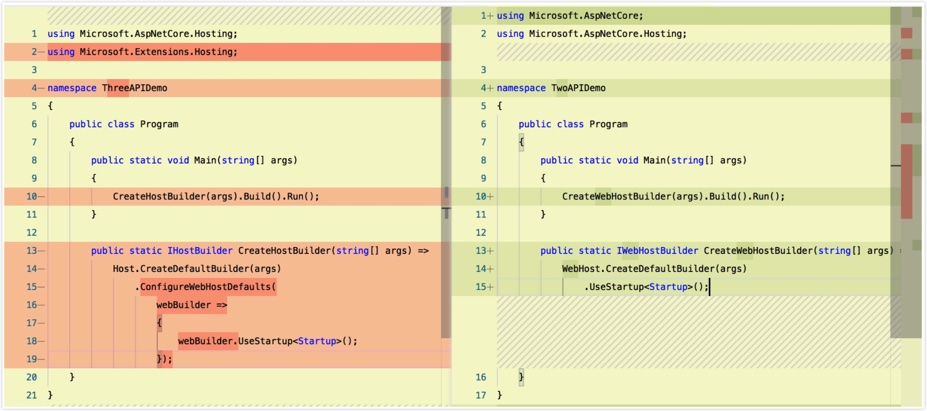 1 using Microsoft.AspNetCore.Hosting;
2- using Microsoft.Extensions.Hosting;
3
4- namespace ThreeAPIDemo
5 {
6 public class Program
7 {
8 public static void Main(string[] args)
9 {
10- CreateHostBuilder(args).Build().Run();
11 }
12
13- public static IHostBuilder CreateHostBuilder(string[] args) =>
14- Host.CreateDefaultBuilder(args)
15- .ConfigureWebHostDefaults(
16- webBuilder =>
17- {
18- webBuilder.UseStartup<Startup>();
19- });
20 }
21 }
1+ using Microsoft.AspNetCore;
2 using Microsoft.AspNetCore.Hosting;
3
4+ namespace TwoAPIDemo
5 {
6 public class Program
7 {
8 public static void Main(string[] args)
9 {
10+ CreateWebHostBuilder(args).Build().Run();
11 }
12
13+ public static IWebHostBuilder CreateWebHostBuilder(string[] args)
14+ WebHost.CreateDefaultBuilder(args)
15+ .UseStartup<Startup>();
16 }
17 }